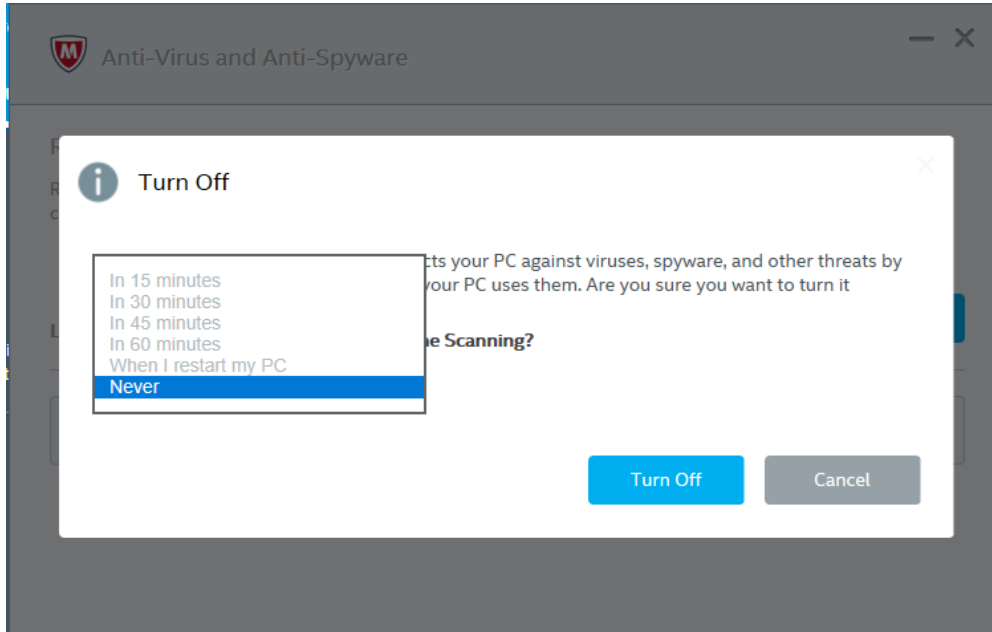 Anti-Virus and Anti-Spyware
Turn Off
your PC against viruses, spyware, and other threats by
your PC uses them. Are you sure you want to turn it
Scanning?
In 15 minutes
In 30 minutes
In 45 minutes
In 60 minutes
When I restart my PC
Never
Turn Off
Cancel